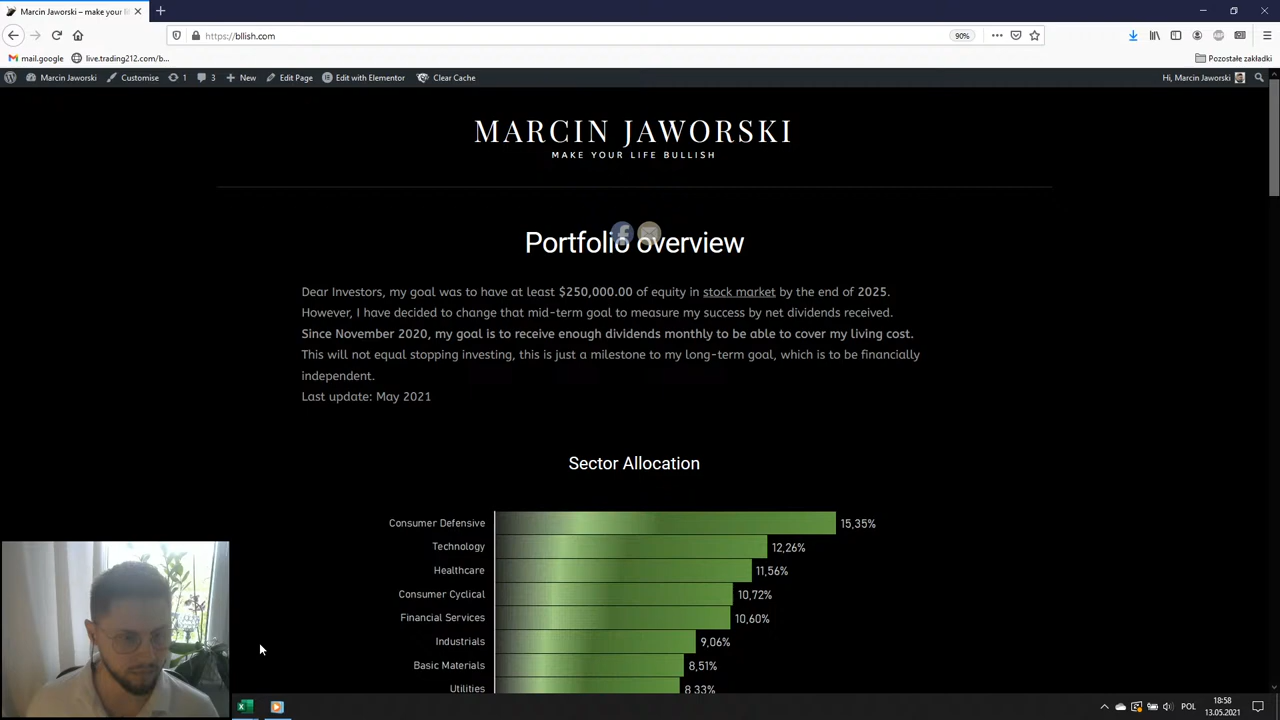 Marcin Jaworski – make your li
https://bllish.com
90%
mail.google
live.trading212.com/b...
Pozostałe zakładki
Marcin Jaworski
Customise
1
3
New
Edit Page
Edit with Elementor
Clear Cache
Hi, Marcin Jaworski
MARCIN JAWORSKI
MAKE YOUR LIFE BULLISH
Portfolio overview
Dear Investors, my goal was to have at least $250,000.00 of equity in stock market by the end of 2025.
However, I have decided to change that mid-term goal to measure my success by net dividends received.
Since November 2020, my goal is to receive enough dividends monthly to be able to cover my living cost.
This will not equal stopping investing, this is just a milestone to my long-term goal, which is to be financially
independent.
Last update: May 2021
Sector Allocation
Consumer Defensive 15,35%
Technology 12,26%
Healthcare 11,56%
Consumer Cyclical 10,72%
Financial Services 10,60%
Industrials 9,06%
Basic Materials 8,51%
Utilities 8,33%
POL
18:58
13.05.2021